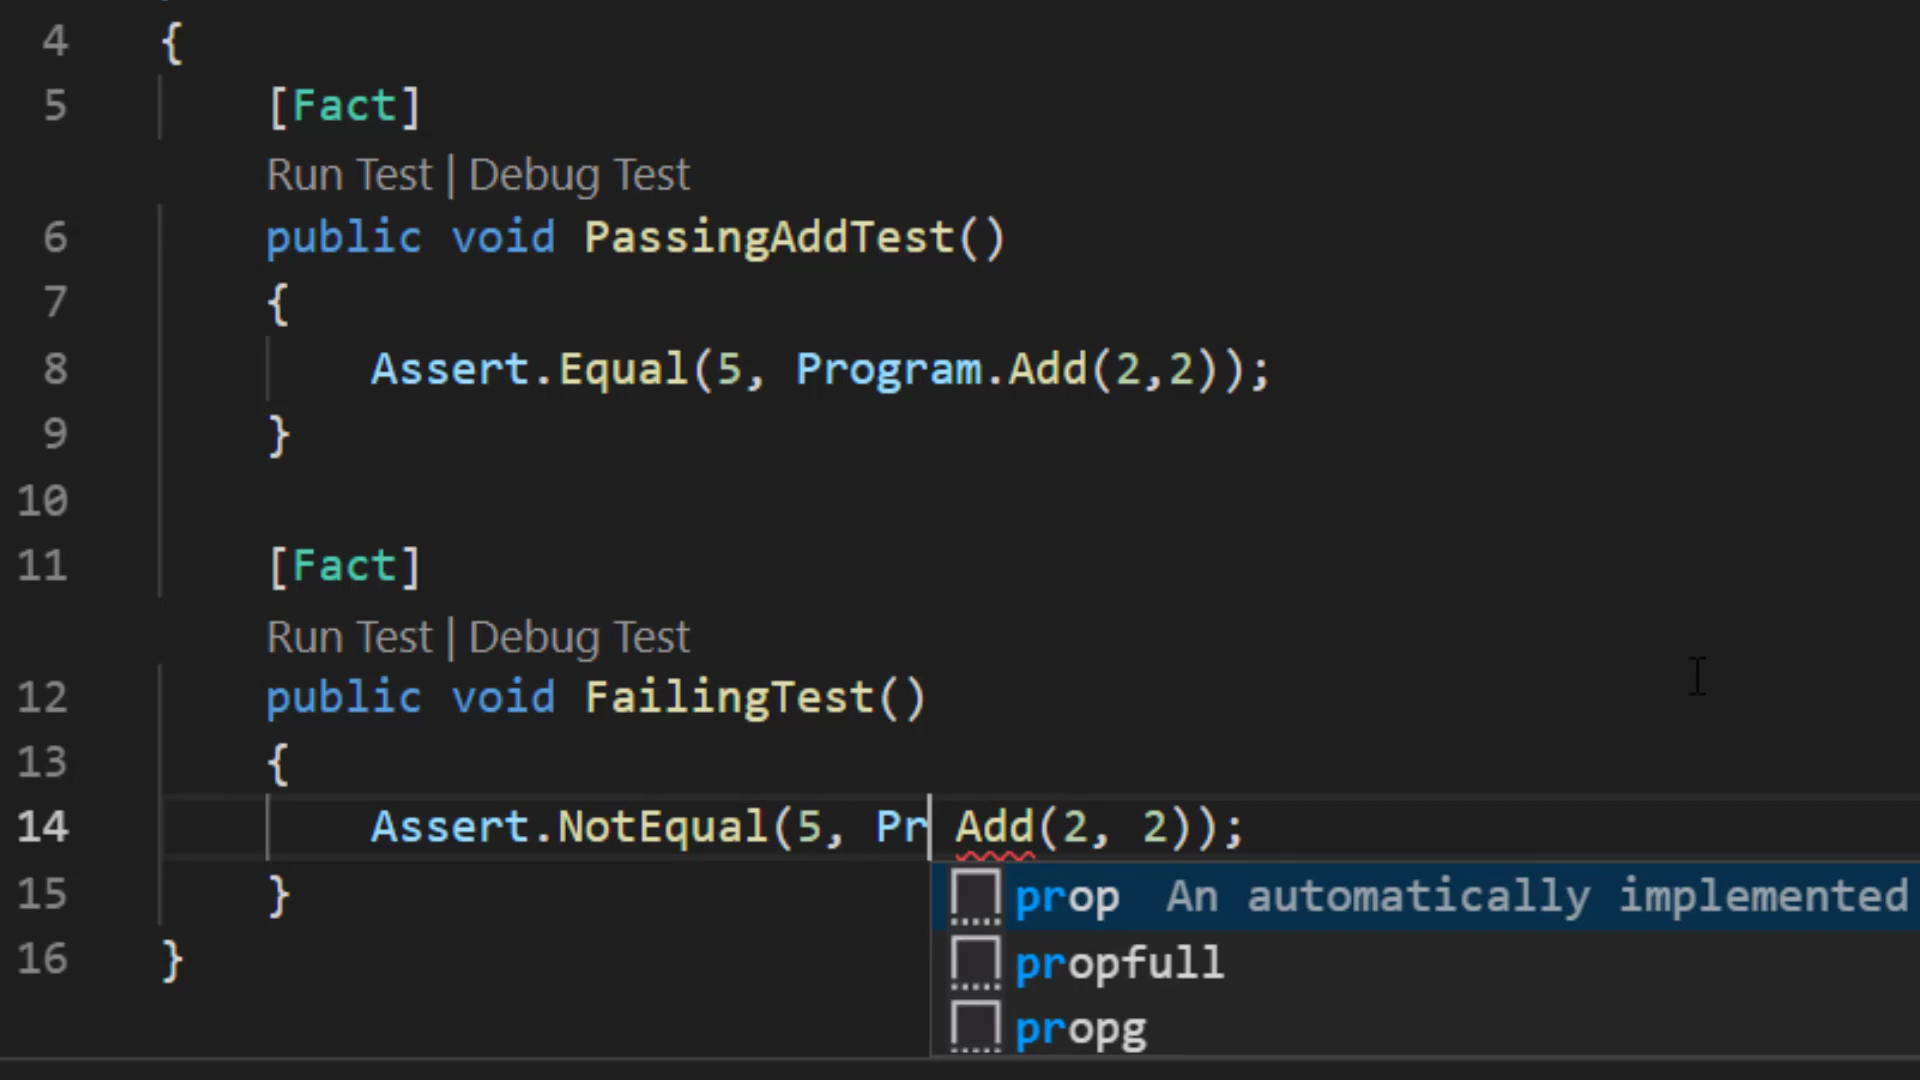 4 {
5 [Fact]
Run Test | Debug Test
6 public void PassingAddTest()
7 {
8 Assert.Equal(5, Program.Add(2,2));
9 }
10
11 [Fact]
Run Test | Debug Test
12 public void FailingTest()
13 {
14 Assert.NotEqual(5, Pr Add(2, 2));
15 }
prop An automatically implemented
16 }
propfull
propg